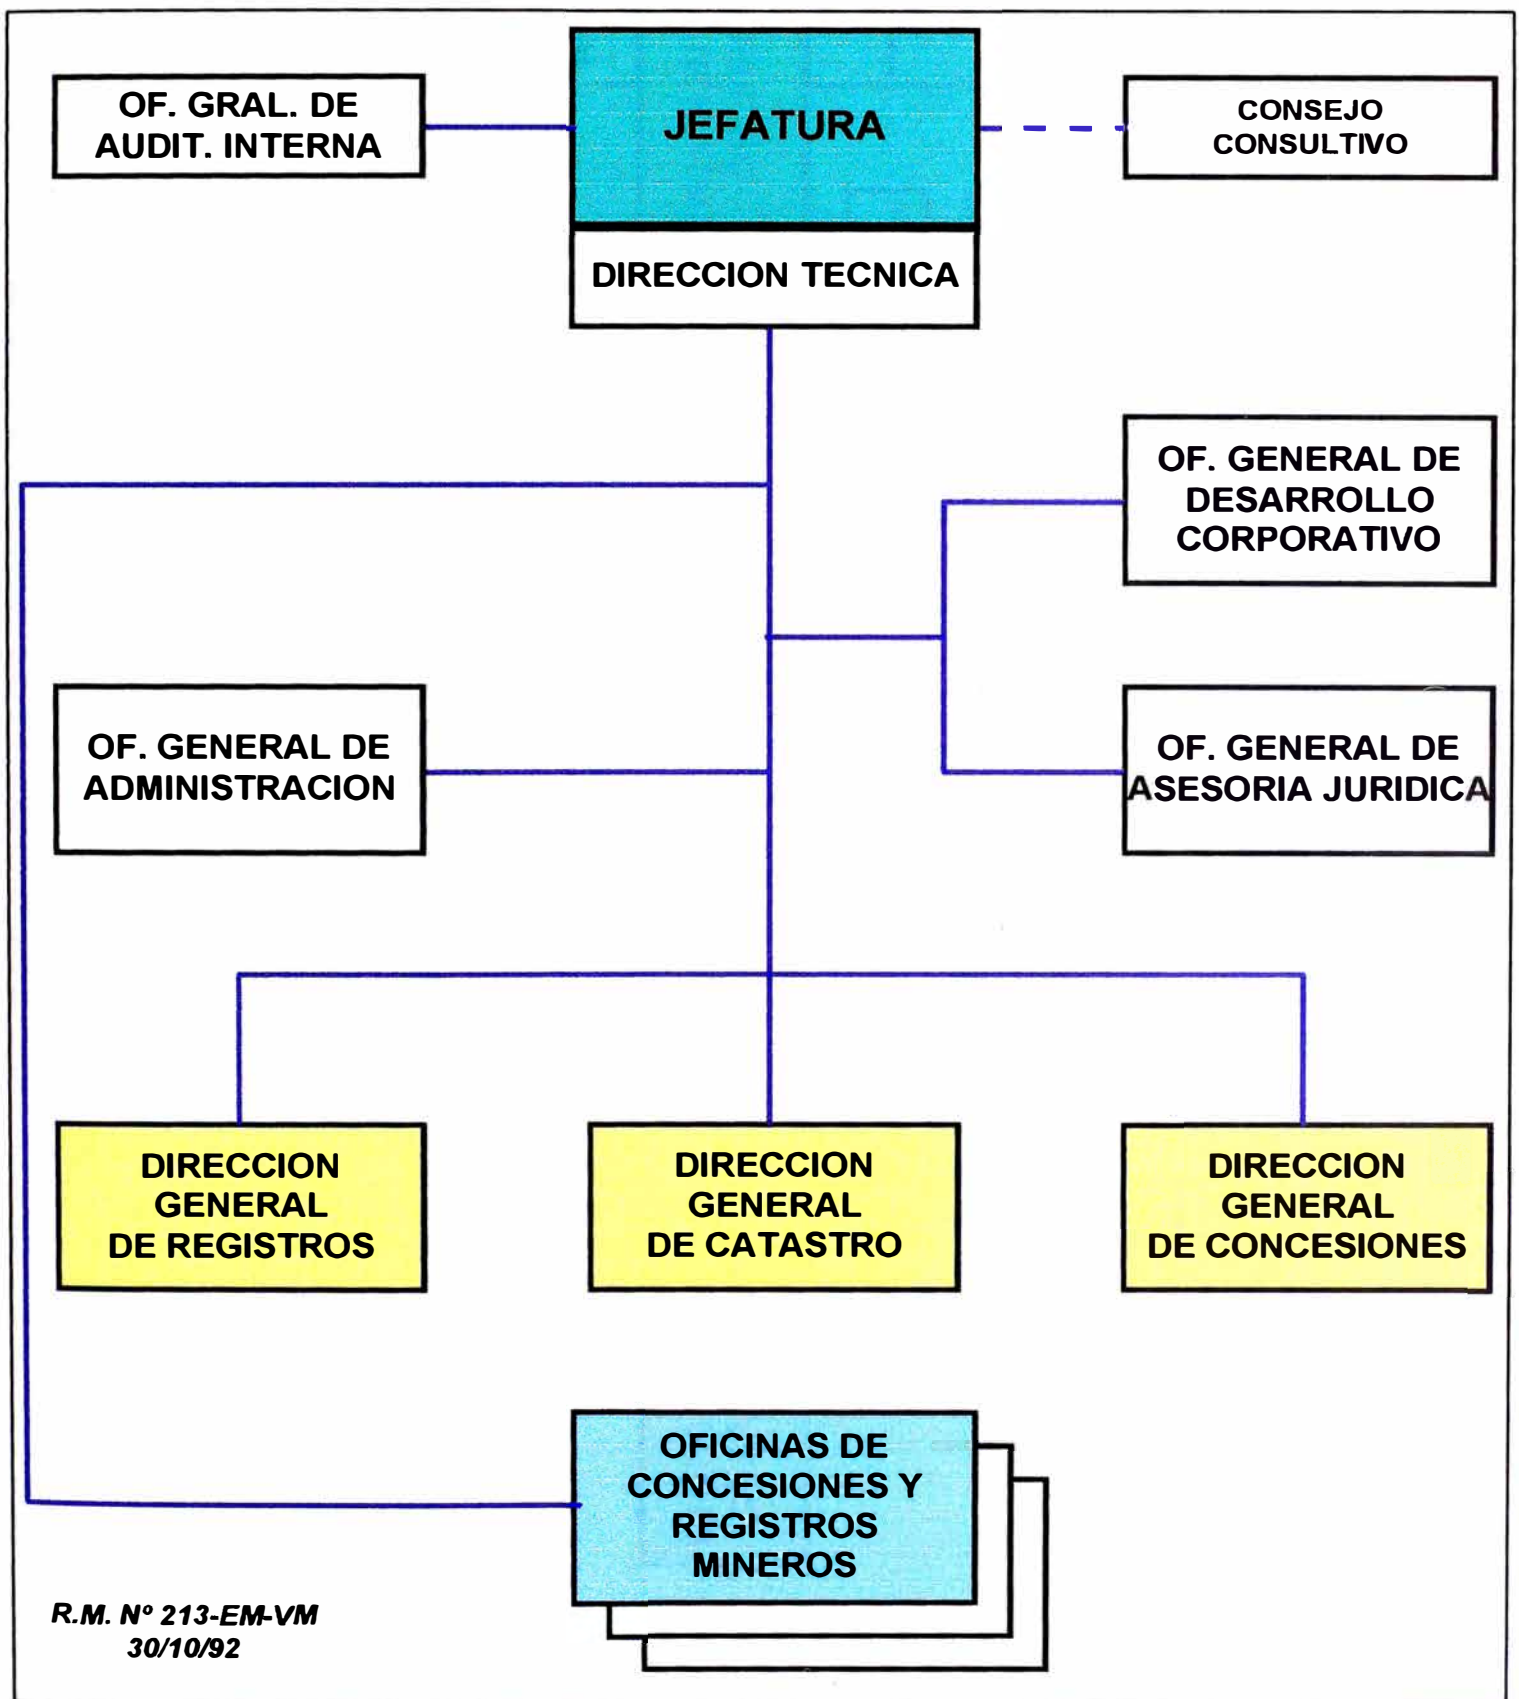 OF. GRAL. DE
AUDIT. INTERNA
JEFATURA
CONSEJO
CONSULTIVO
DIRECCION TECNICA
OF. GENERAL DE
DESARROLLO
CORPORATIVO
OF. GENERAL DE
ADMINISTRACION
OF. GENERAL DE
ASESORIA JURIDICA
DIRECCION
GENERAL
DE REGISTROS
DIRECCION
GENERAL
DE CATASTRO
DIRECCION
GENERAL
DE CONCESIONES
OFICINAS DE
CONCESIONES Y
REGISTROS
MINEROS
R.M. Nº 213-EM-VM
30/10/92